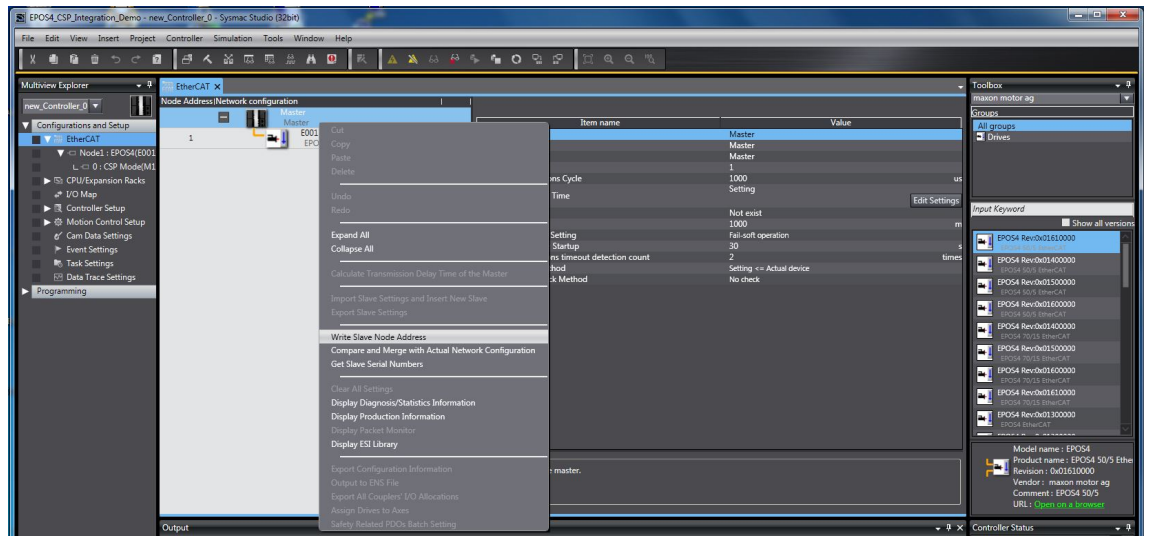 EPOS4_CSP_Integration_Demo - new_Controller_0 - Sysmac Studio (32bit)
File Edit View Insert Project Controller Simulation Tools Window Help
Multiview Explorer
new_Controller_0
Configurations and Setup
EtherCAT
Node1 : EPOS4(E001
0 : CSP Mode(M1
CPU/Expansion Racks
I/O Map
Controller Setup
Motion Control Setup
Cam Data Settings
Event Settings
Task Settings
Data Trace Settings
Programming
EtherCAT
Node Address|Network configuration
Master
Master
1
E001
EPO
Cut
Copy
Paste
Delete
Undo
Redo
Expand All
Collapse All
Calculate Transmission Delay Time of the Master
Import Slave Settings and Insert New Slave
Export Slave Settings
Write Slave Node Address
Compare and Merge with Actual Network Configuration
Get Slave Serial Numbers
Clear All Settings
Display Diagnosis/Statistics Information
Display Production Information
Display Packet Monitor
Display ESI Library
Export Configuration Information
Output to ENS File
Export All Couplers' I/O Allocations
Assign Drives to Axes
Safety Related PDOs Batch Setting
Item name Value
Master
Master
Master
1
ns Cycle 1000 us
Time Setting
Edit Settings
Not exist
1000 m
Setting Fail-soft operation
Startup 30 s
ns timeout detection count 2 times
hod Setting <= Actual device
ck Method No check
e master.
Output
Toolbox
maxon motor ag
Groups
All groups
Drives
Input Keyword
Show all versions
EPOS4 Rev:0x01610000
EPOS4 50/5 EtherCAT
EPOS4 Rev:0x01400000
EPOS4 50/5 EtherCAT
EPOS4 Rev:0x01500000
EPOS4 50/5 EtherCAT
EPOS4 Rev:0x01600000
EPOS4 50/5 EtherCAT
EPOS4 Rev:0x01400000
EPOS4 70/15 EtherCAT
EPOS4 Rev:0x01500000
EPOS4 70/15 EtherCAT
EPOS4 Rev:0x01600000
EPOS4 70/15 EtherCAT
EPOS4 Rev:0x01610000
EPOS4 70/15 EtherCAT
EPOS4 Rev:0x01300000
EPOS4 EtherCAT
Model name : EPOS4
Product name : EPOS4 50/5 Ethe
Revision : 0x01610000
Vendor : maxon motor ag
Comment : EPOS4 50/5
URL : Open on a browser
Controller Status